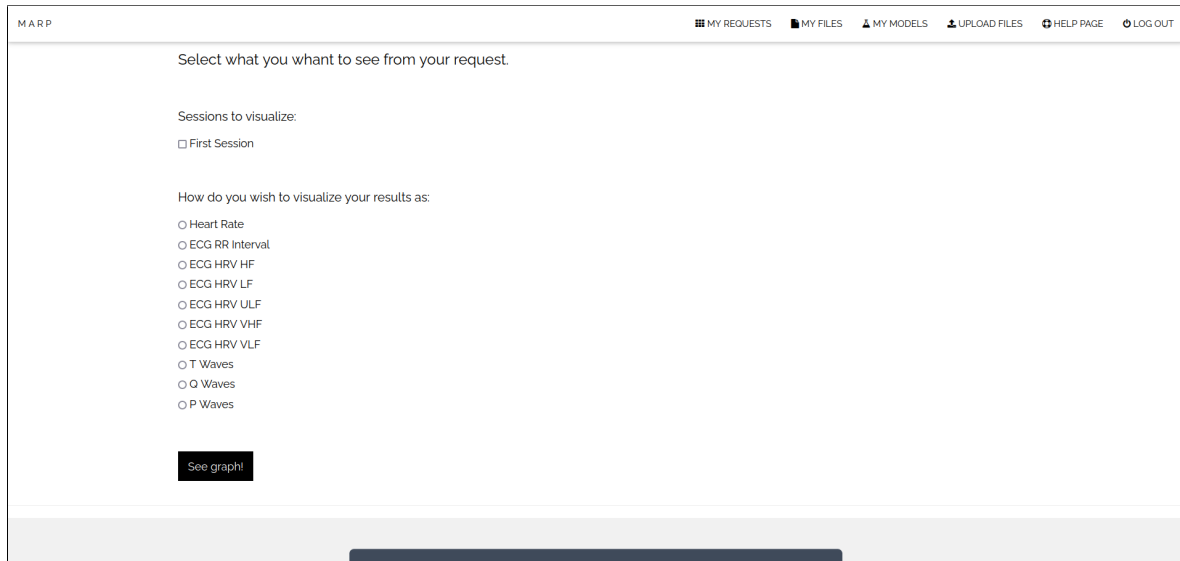 MARP
MY REQUESTS MY FILES MY MODELS UPLOAD FILES HELP PAGE LOG OUT
Select what you whant to see from your request.
Sessions to visualize:
First Session
How do you wish to visualize your results as:
Heart Rate
ECG RR Interval
ECG HRV HF
ECG HRV LF
ECG HRV ULF
ECG HRV VHF
ECG HRV VLF
T Waves
Q Waves
P Waves
See graph!